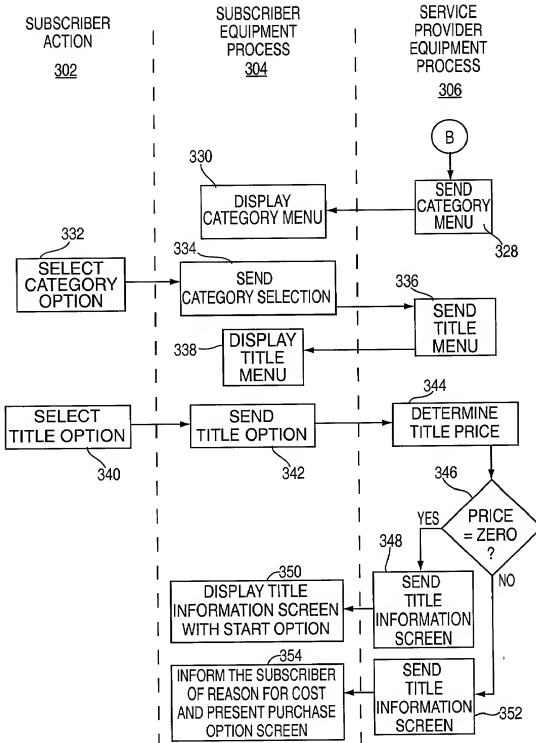 SUBSCRIBER
ACTION
302
SUBSCRIBER
EQUIPMENT
PROCESS
304
SERVICE
PROVIDER
EQUIPMENT
PROCESS
306
B
330
DISPLAY
CATEGORY MENU
SEND
CATEGORY
MENU
328
332
SELECT
CATEGORY
OPTION
334
SEND
CATEGORY SELECTION
336
SEND
TITLE
MENU
338
DISPLAY
TITLE
MENU
SELECT
TITLE OPTION
340
SEND
TITLE OPTION
342
344
DETERMINE
TITLE PRICE
346
PRICE
= ZERO
?
YES
NO
348
SEND
TITLE
INFORMATION
SCREEN
350
DISPLAY TITLE
INFORMATION SCREEN
WITH START OPTION
354
INFORM THE SUBSCRIBER
OF REASON FOR COST
AND PRESENT PURCHASE
OPTION SCREEN
SEND
TITLE
INFORMATION
SCREEN
352